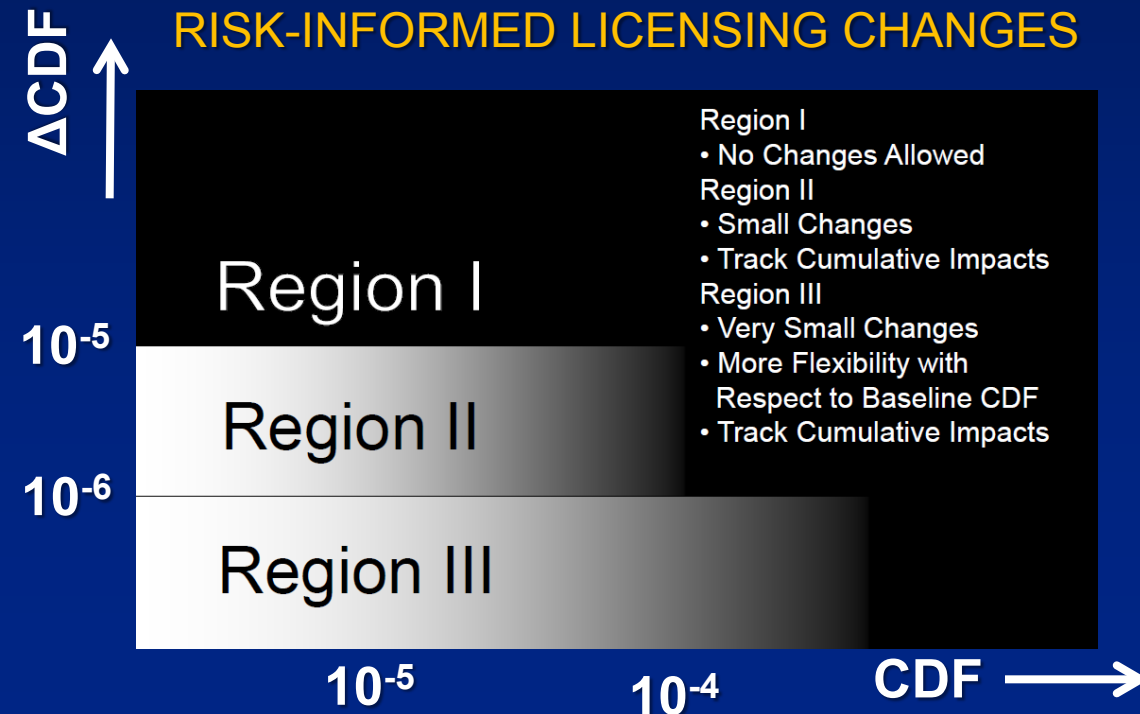 RISK-INFORMED LICENSING CHANGES
ΔCDF
Region I
• No Changes Allowed
Region II
• Small Changes
• Track Cumulative Impacts
Region III
• Very Small Changes
• More Flexibility with
Respect to Baseline CDF
• Track Cumulative Impacts
Region I
10⁻⁵
Region II
10⁻⁶
Region III
10⁻⁵
10⁻⁴
CDF